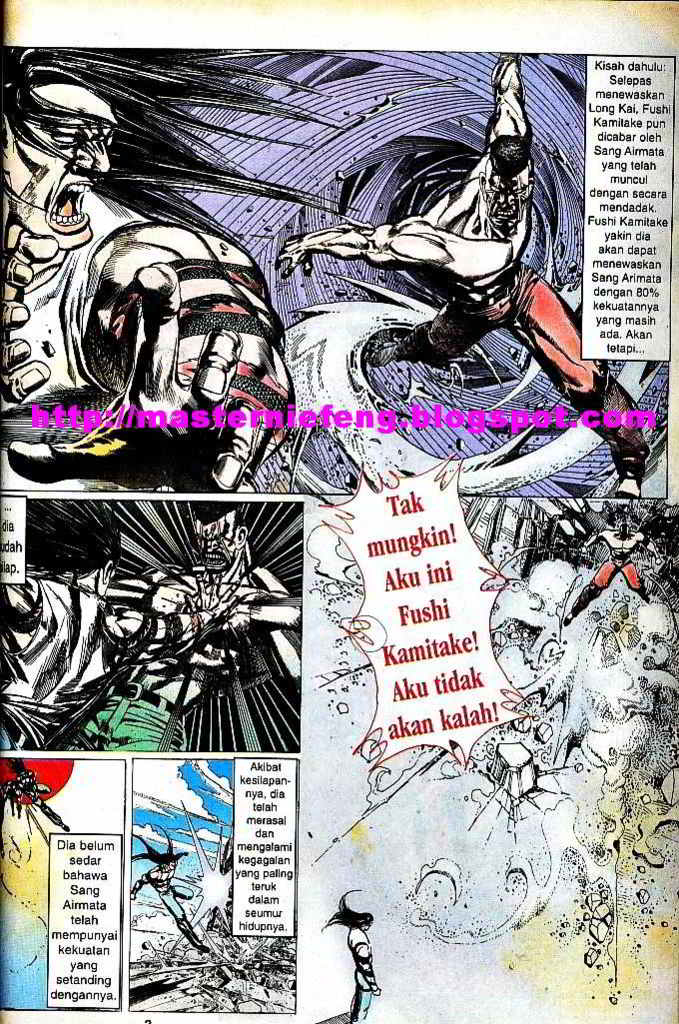 Kisah dahulu:
Selepas
menewaskan
Long Kai, Fushi
Kamitake pun
dicabar oleh
Sang Airmata
yang telah
muncul
dengan secara
mendadak.
Fushi Kamitake
yakin dia
akan dapat
menewaskan
Sang Arimata
dengan 80%
kekuatannya
yang masih
ada. Akan
tetapi...
http://masterniefeng.blogspot.com
...
dia
udah
ilap.
Tak
mungkin!
Aku ini
Fushi
Kamitake!
Aku tidak
akan kalah!
Dia belum
sedar
bahawa
Sang
Airmata
telah
mempunyai
kekuatan
yang
setanding
dengannya.
Akibat
kesilapan-
nya, dia
telah
merasai
dan
mengalami
kegagalan
yang paling
teruk
dalam
seumur
hidupnya.